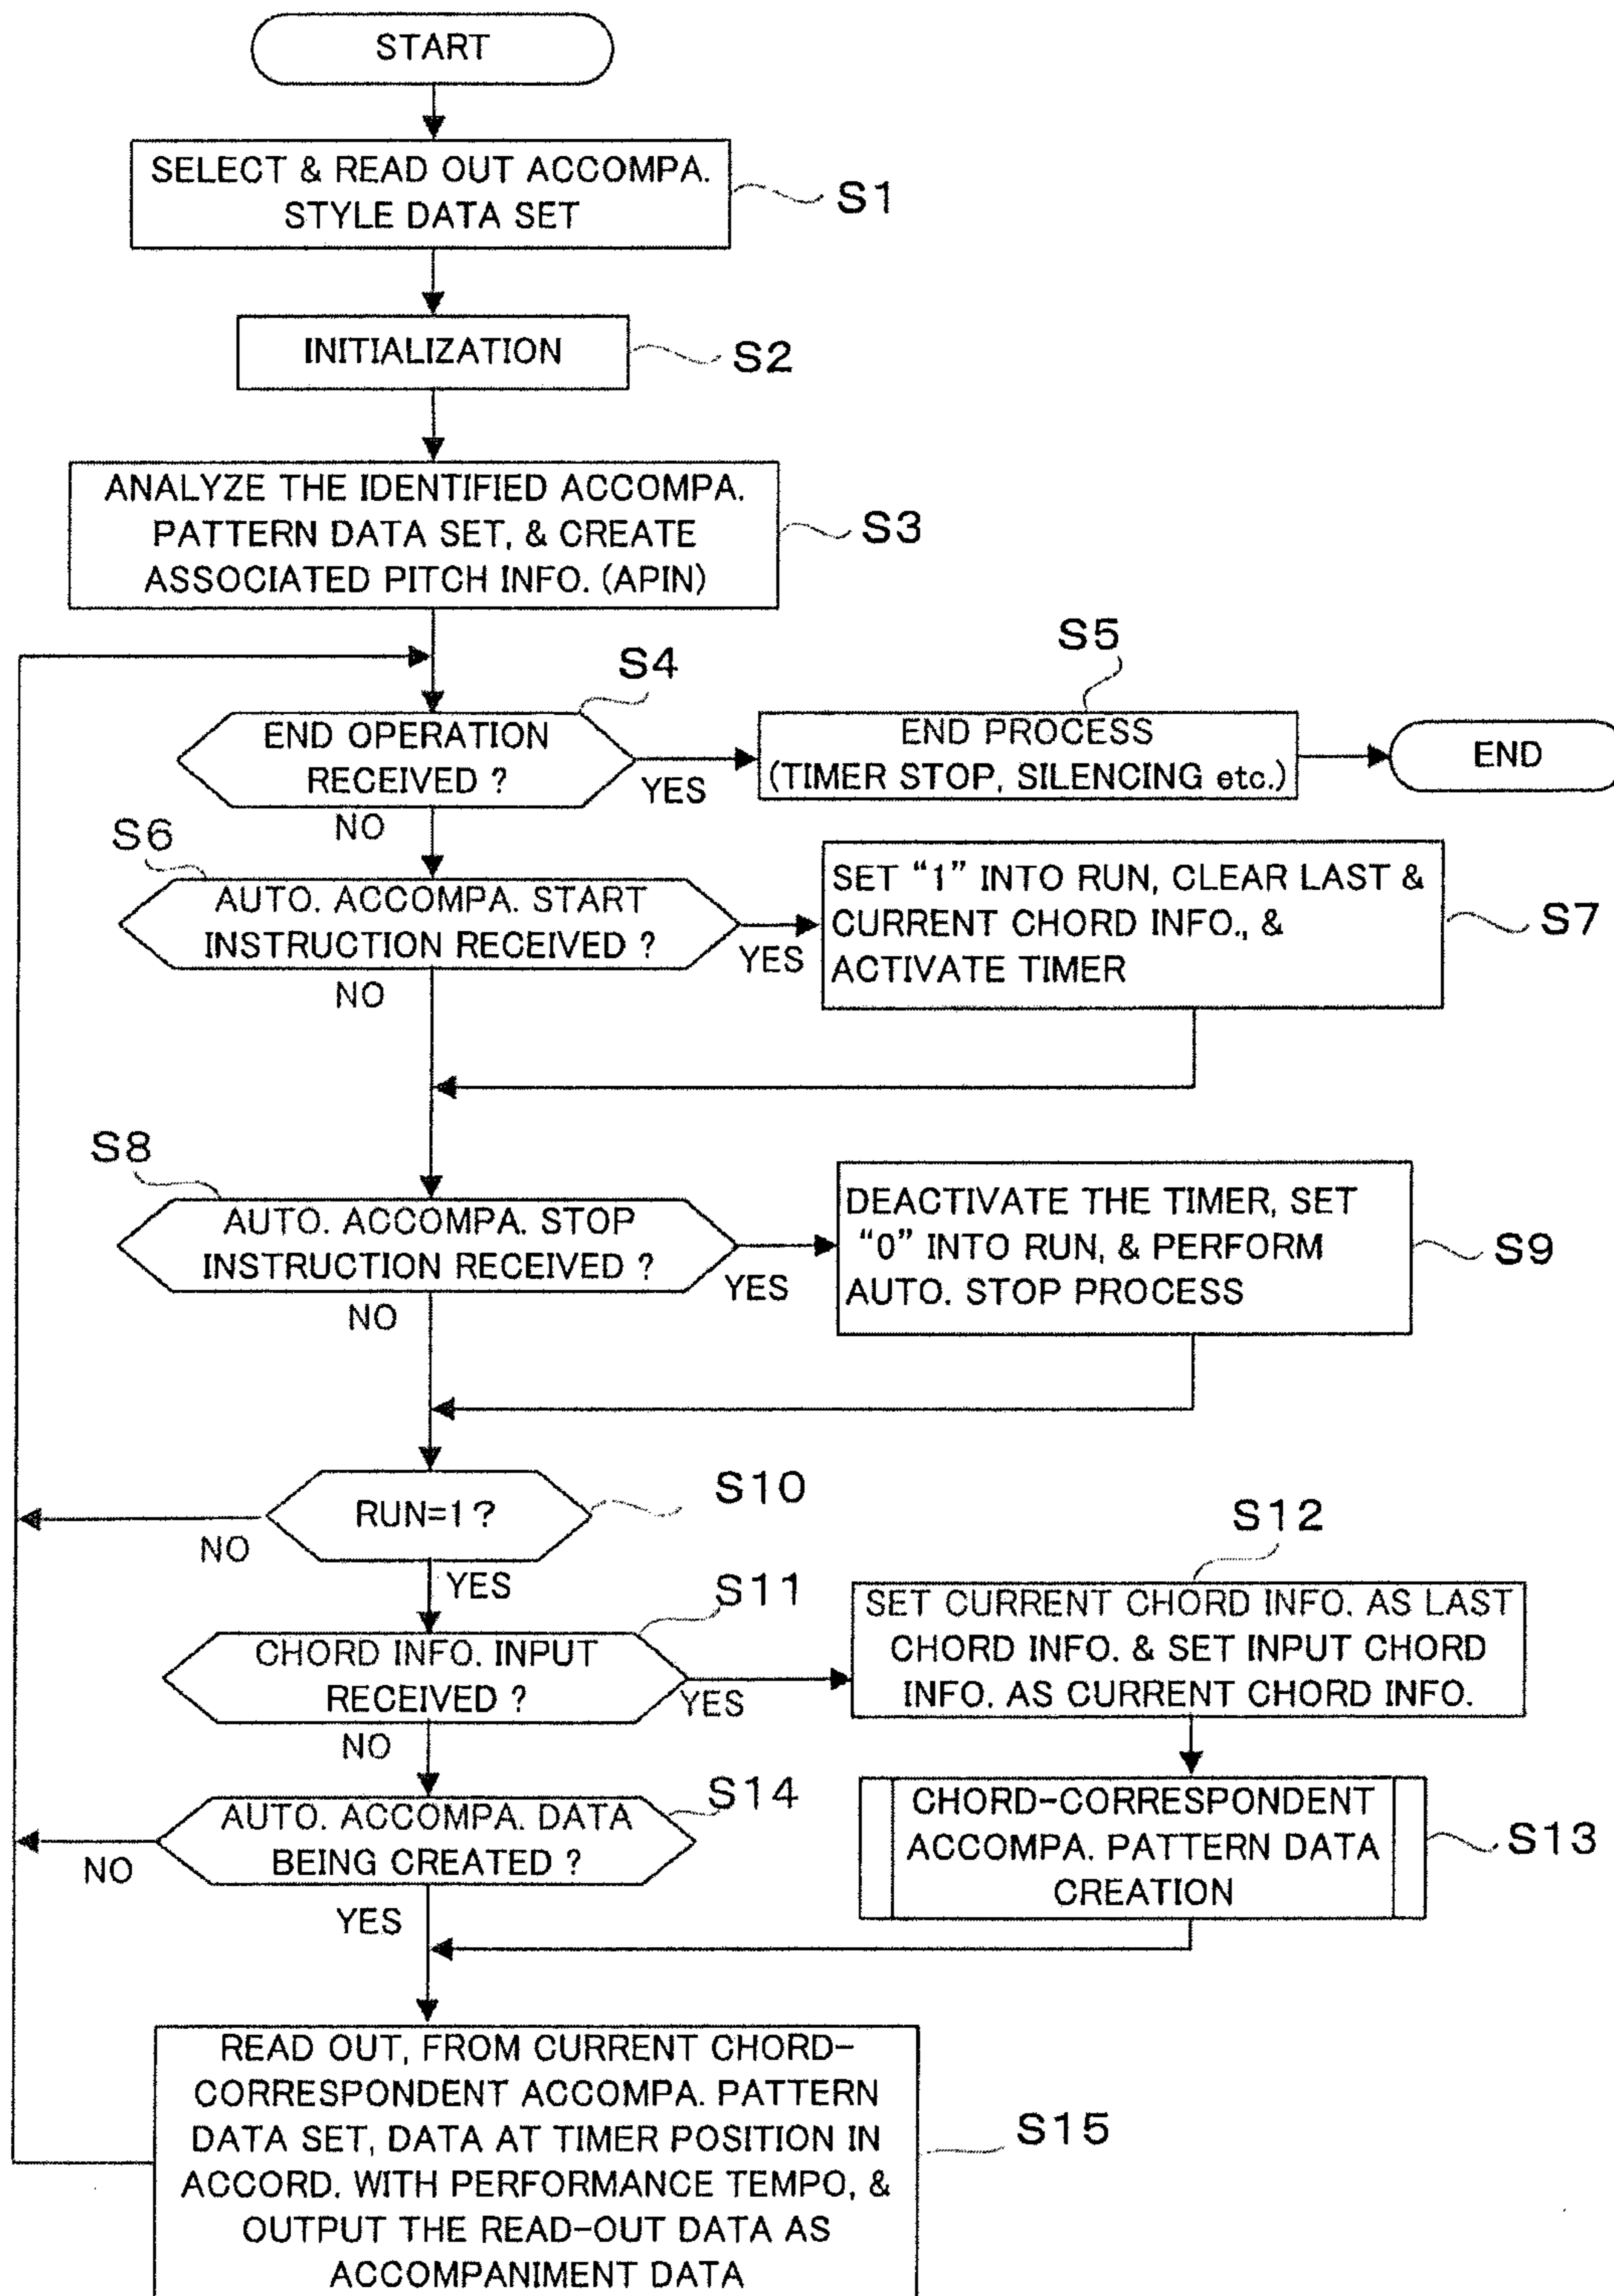 START
SELECT & READ OUT ACCOMPA.
STYLE DATA SET
S1
INITIALIZATION
S2
ANALYZE THE IDENTIFIED ACCOMPA.
PATTERN DATA SET, & CREATE
ASSOCIATED PITCH INFO. (APIN)
S3
S4
END OPERATION
RECEIVED ?
YES
NO
S5
END PROCESS
(TIMER STOP, SILENCING etc.)
END
S6
AUTO. ACCOMPA. START
INSTRUCTION RECEIVED ?
YES
NO
SET “1” INTO RUN, CLEAR LAST &
CURRENT CHORD INFO., &
ACTIVATE TIMER
S7
S8
AUTO. ACCOMPA. STOP
INSTRUCTION RECEIVED ?
YES
NO
DEACTIVATE THE TIMER, SET
“0” INTO RUN, & PERFORM
AUTO. STOP PROCESS
S9
RUN=1?
S10
NO
YES
S11
CHORD INFO. INPUT
RECEIVED ?
YES
NO
S12
SET CURRENT CHORD INFO. AS LAST
CHORD INFO. & SET INPUT CHORD
INFO. AS CURRENT CHORD INFO.
CHORD-CORRESPONDENT
ACCOMPA. PATTERN DATA
CREATION
S13
S14
AUTO. ACCOMPA. DATA
BEING CREATED ?
NO
YES
READ OUT, FROM CURRENT CHORD-
CORRESPONDENT ACCOMPA. PATTERN
DATA SET, DATA AT TIMER POSITION IN
ACCORD. WITH PERFORMANCE TEMPO, &
OUTPUT THE READ-OUT DATA AS
ACCOMPANIMENT DATA
S15